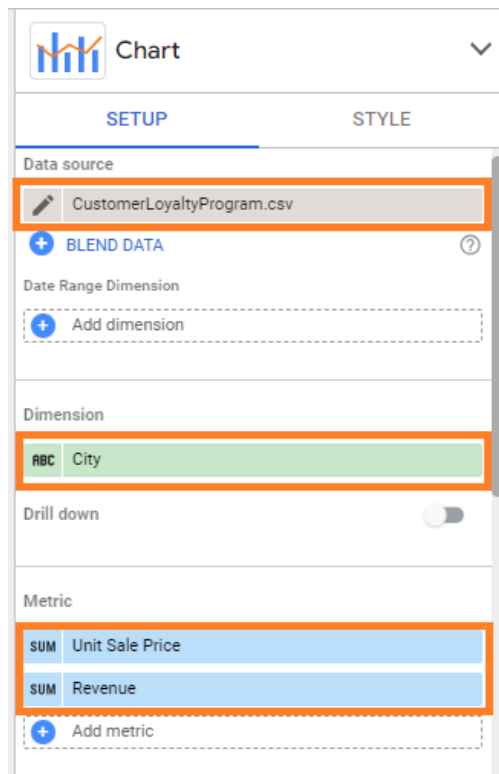 Chart
SETUP STYLE
Data source
CustomerLoyaltyProgram.csv
BLEND DATA
Date Range Dimension
Add dimension
Dimension
ABC City
Drill down
Metric
SUM Unit Sale Price
SUM Revenue
Add metric